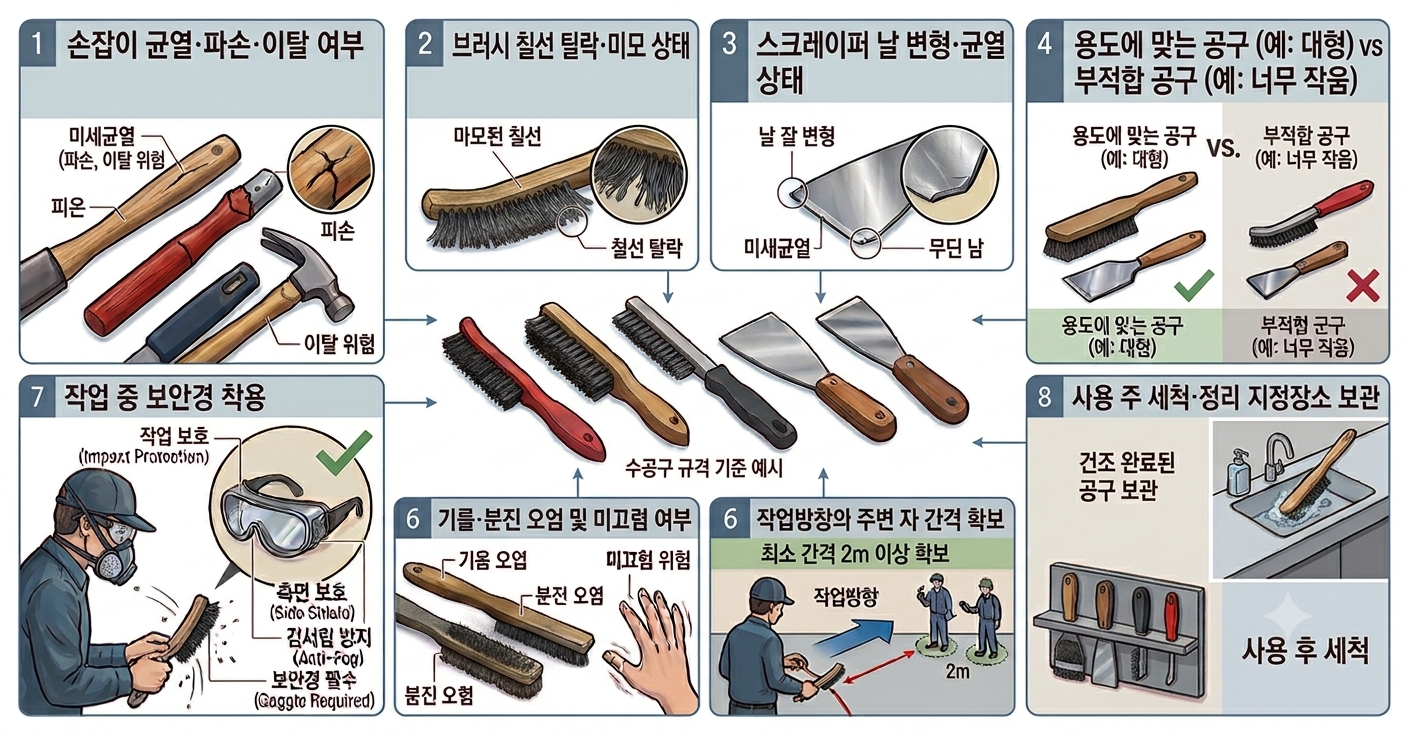 1 손잡이 균열·파손·이탈 여부
미세균열
(파손, 이탈 위험)
피온
피손
이탈 위험
2 브러시 칠선 틸락·미모 상태
마모된 칠선
칠선 탈락
3 스크레이퍼 날 변형·균열
상태
날 잘 변형
미새균열
무딘 남
4 용도에 맞는 공구 (예: 대형) vs
부적합 공구 (예: 너무 작움)
용도에 맞는 공구
(예: 대형)
vs.
부적합 공구
(예: 너무 작음)
용도에 있는 공구
(예: 대형)
부적헙 군구
(예: 너무 작음)
수공구 규격 기준 예시
7 작업 중 보안경 착용
작업 보호
(Impact Protection)
측면 보호
김서림 방지
보안경 필수
(Goggle Required)
6 기름·분진 오엄 및 미끄럼 여부
기옴 오업
분전 오염
미끄험 위험
붐진 오험
6 작업방창의 주변 자 간격 확보
최소 간격 2m 이상 확보
작업방향
2m
8 사용 주 세척·정리 지정장소 보관
건조 완료된
공구 보관
사용 후 세척